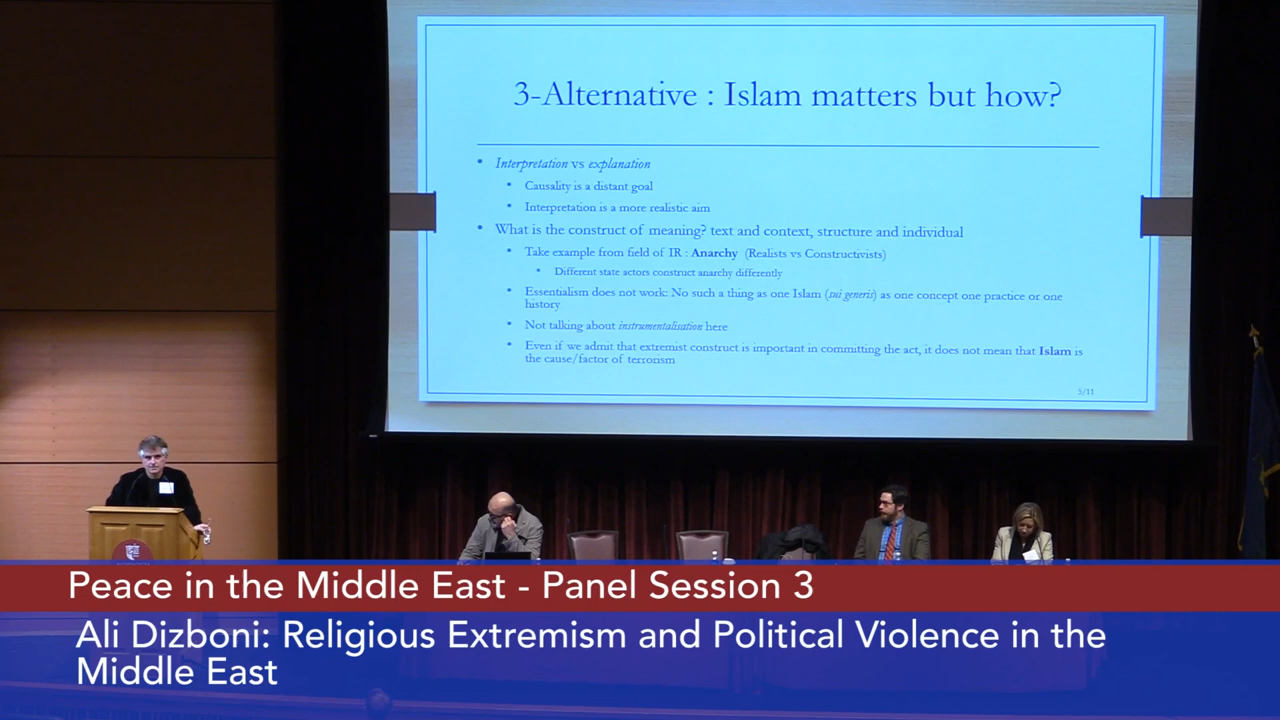 3-Alternative : Islam matters but how?
• Interpretation vs explanation
• Causality is a distant goal
• Interpretation is a more realistic aim
• What is the construct of meaning? text and context, structure and individual
• Take example from field of IR : Anarchy (Realists vs Constructivists)
• Different state actors construct anarchy differently
• Essentialism does not work: No such a thing as one Islam (sui generis) as one concept one practice or one
history
• Not talking about instrumentalisation here
• Even if we admit that extremist construct is important in committing the act, it does not mean that Islam is
the cause/factor of terrorism
5/11
Peace in the Middle East - Panel Session 3
Ali Dizboni: Religious Extremism and Political Violence in the
Middle East